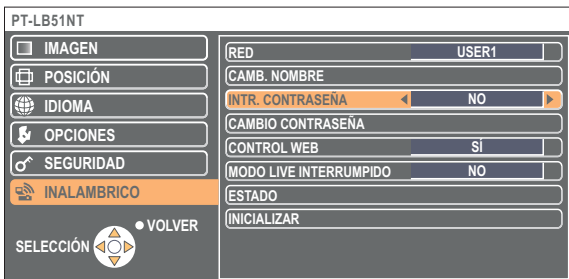 PT-LB51NT
IMAGEN
POSICIÓN
IDIOMA
OPCIONES
SEGURIDAD
INALAMBRICO
VOLVER
SELECCIÓN
RED USER1
CAMB. NOMBRE
INTR. CONTRASEÑA NO
CAMBIO CONTRASEÑA
CONTROL WEB SÍ
MODO LIVE INTERRUMPIDO NO
ESTADO
INICIALIZAR